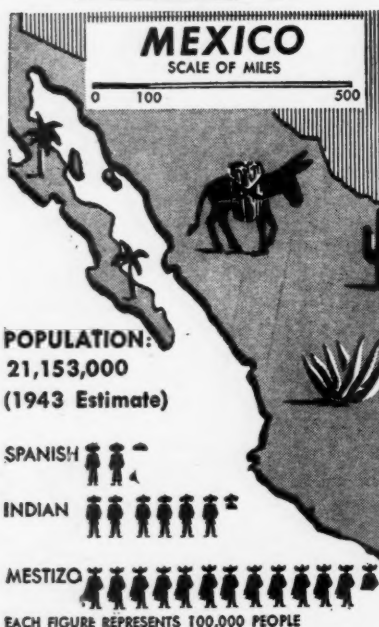 MEXICO
SCALE OF MILES
0 100 500
POPULATION:
21,153,000
(1943 Estimate)
SPANISH
INDIAN
MESTIZO
EACH FIGURE REPRESENTS 100,000 PEOPLE